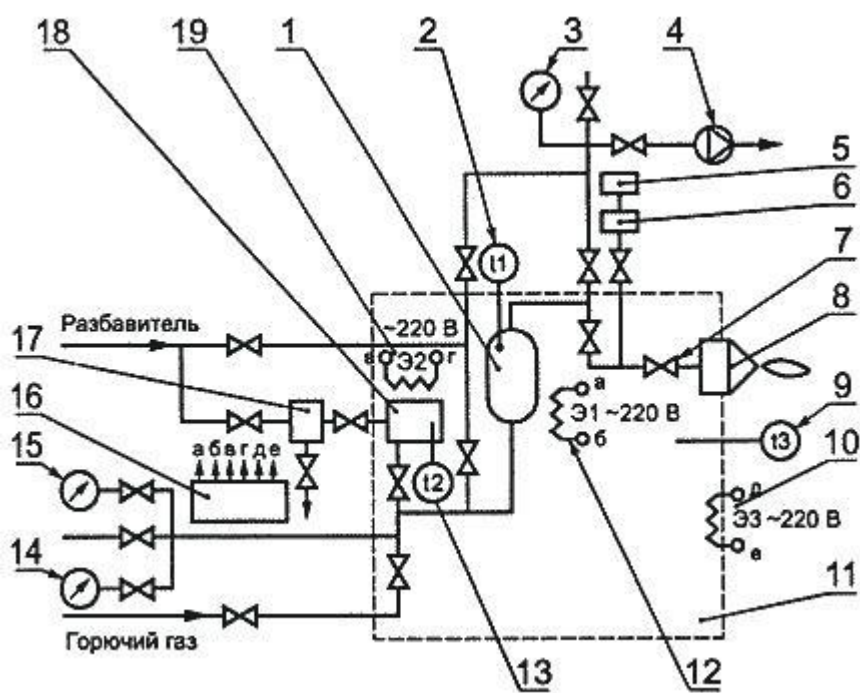 18 19 1 2 3 4
5
6
t1
7
8
Разбавитель
~220 В
17
в Э2 г
а
16
Э1 ~220 В
9
t3
б
10
абвгде
15
t2
д
Э3 ~220 В
14
е
11
Горючий газ
13
12